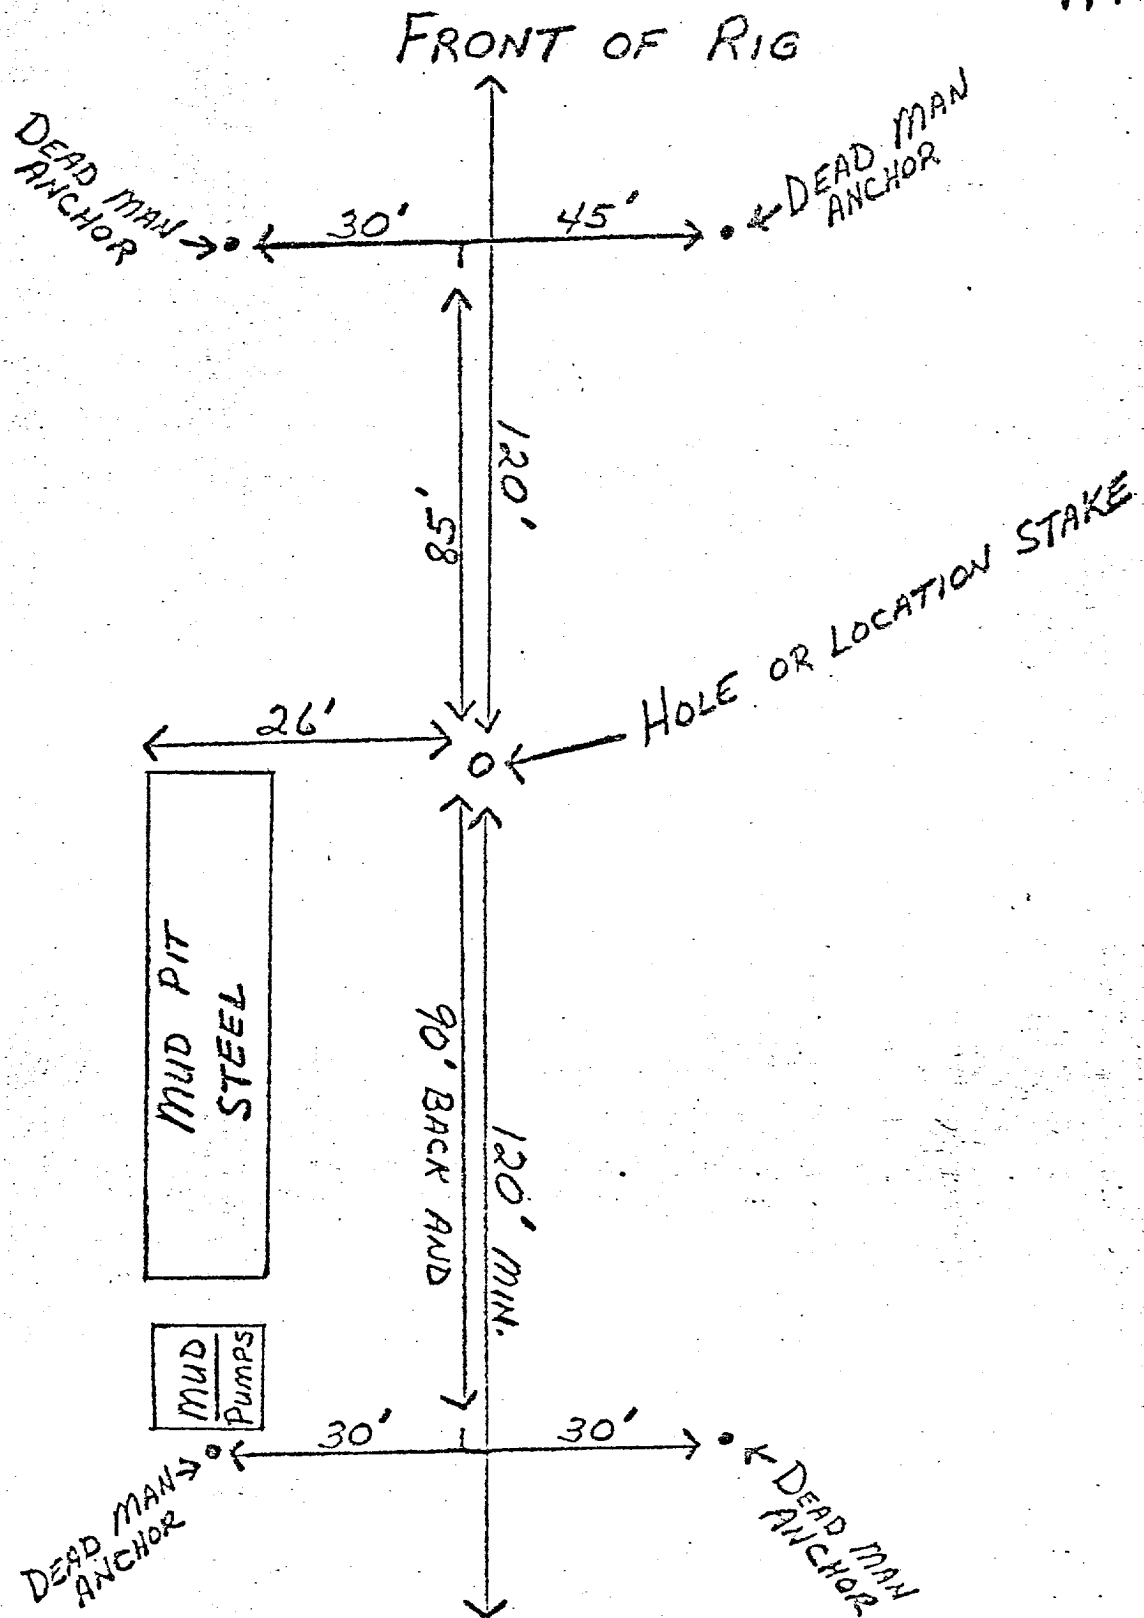 FRONT OF RIG
DEAD MAN
ANCHOR
30'
45'
DEAD MAN
ANCHOR
85'
120'
HOLE OR LOCATION STAKE
26'
MUD PIT
STEEL
90' BACK AND
120' MIN.
MUD
PUMPS
30'
30'
DEAD MAN
ANCHOR
DEAD MAN
ANCHOR